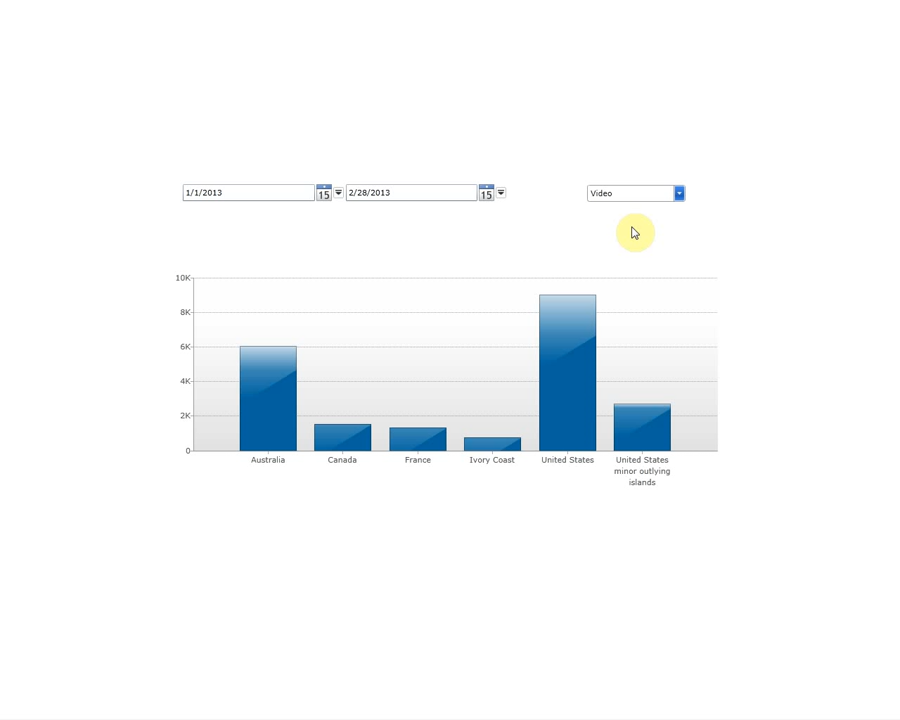 1/1/2013 15 2/28/2013 15 Video
10K
8K
6K
4K
2K
0
Australia Canada France Ivory Coast United States United States
minor outlying
islands